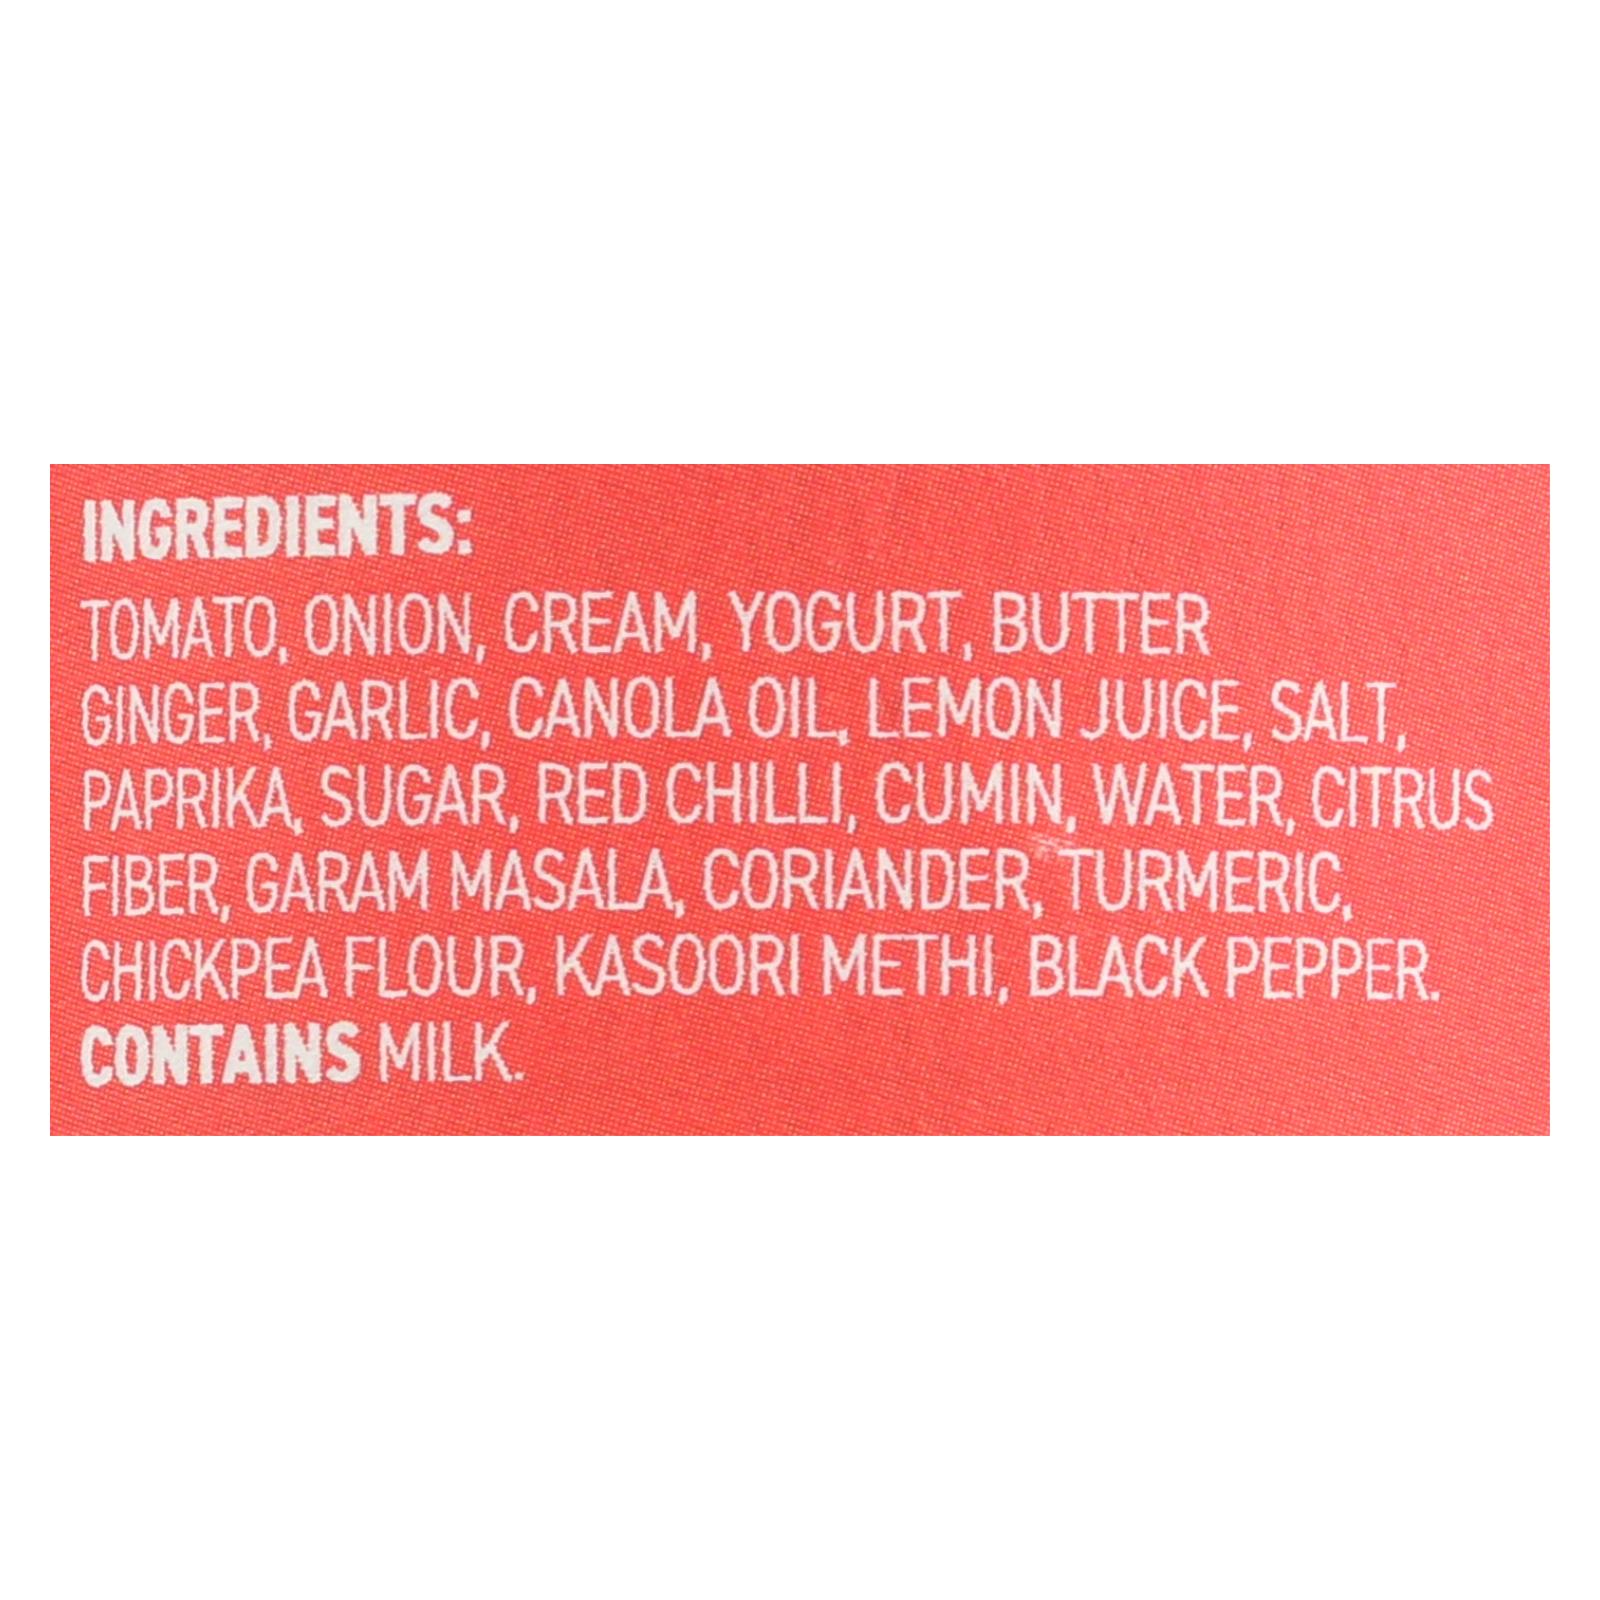 INGREDIENTS:
TOMATO, ONION, CREAM, YOGURT, BUTTER
GINGER, GARLIC, CANOLA OIL, LEMON JUICE, SALT,
PAPRIKA, SUGAR, RED CHILLI, CUMIN, WATER, CITRUS
FIBER, GARAM MASALA, CORIANDER, TURMERIC,
CHICKPEA FLOUR, KASOORI METHI, BLACK PEPPER.
CONTAINS MILK.